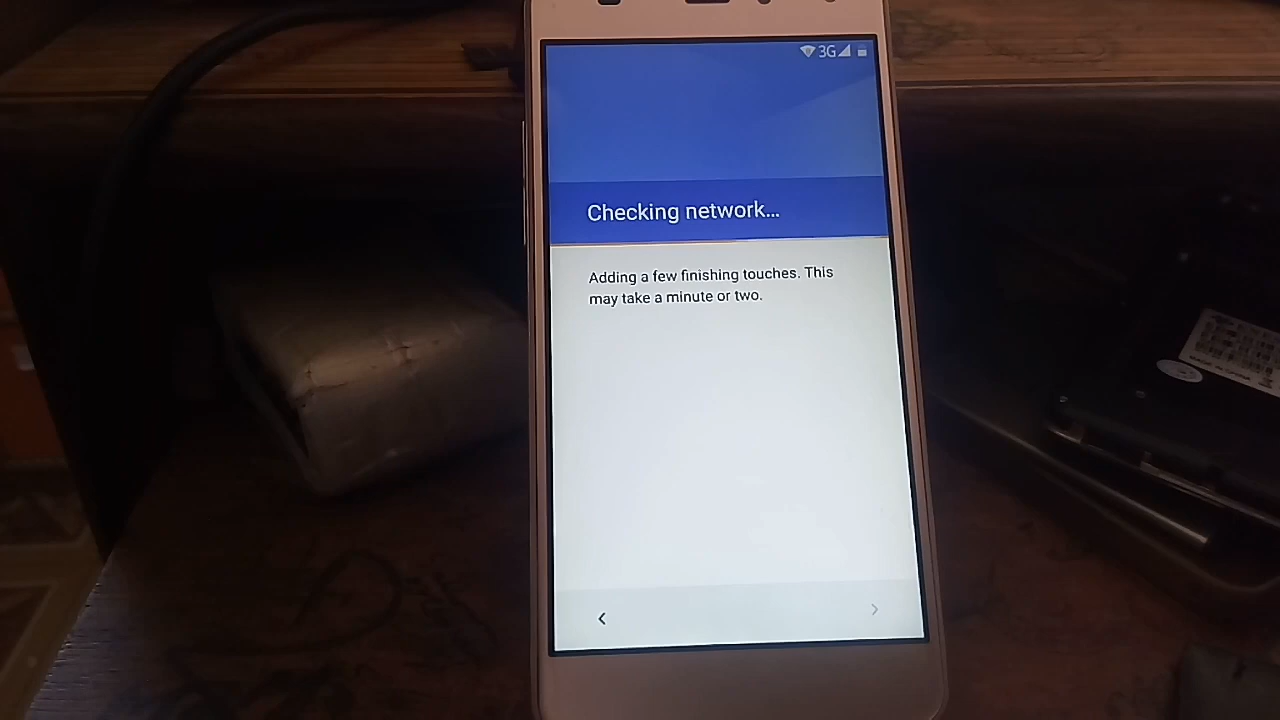 3G
Checking network...
Adding a few finishing touches. This
may take a minute or two.